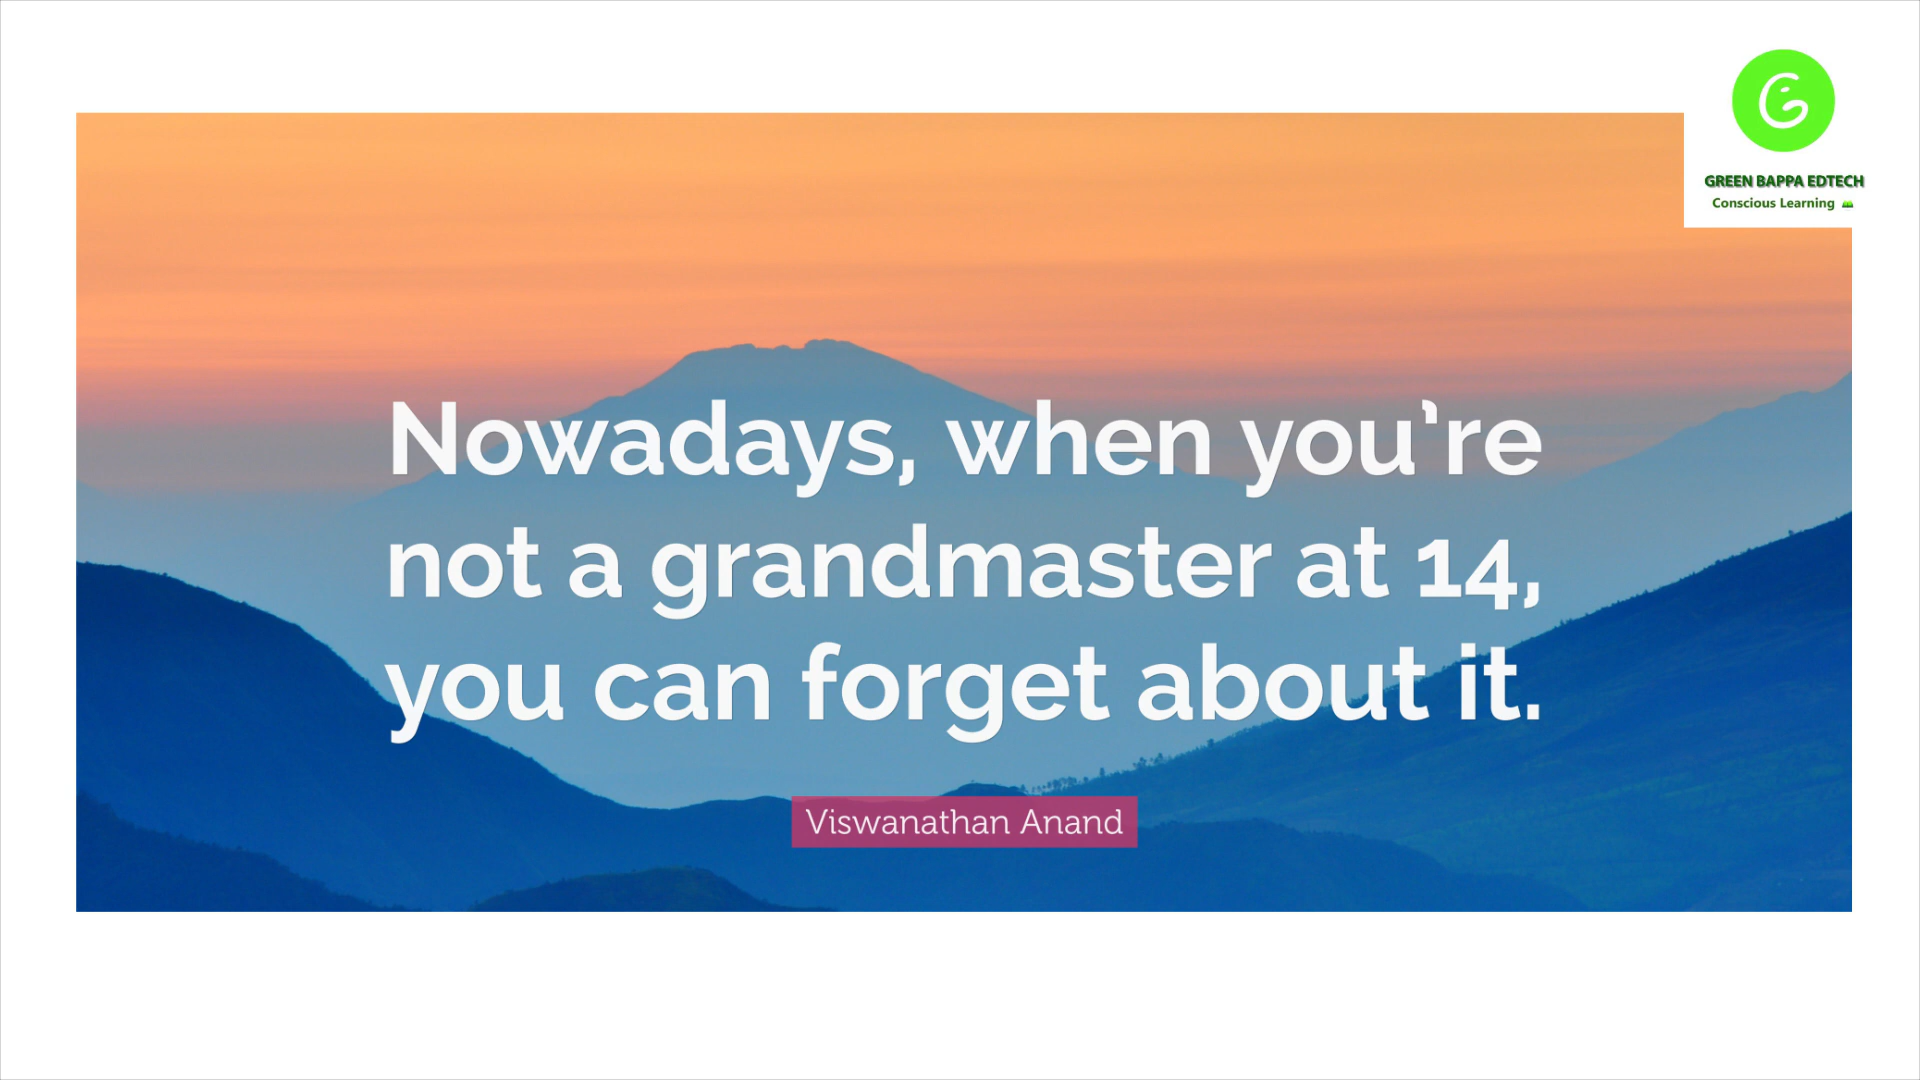 GREEN BAPPA EDTECH
Conscious Learning
Nowadays, when you’re
not a grandmaster at 14,
you can forget about it.
Viswanathan Anand